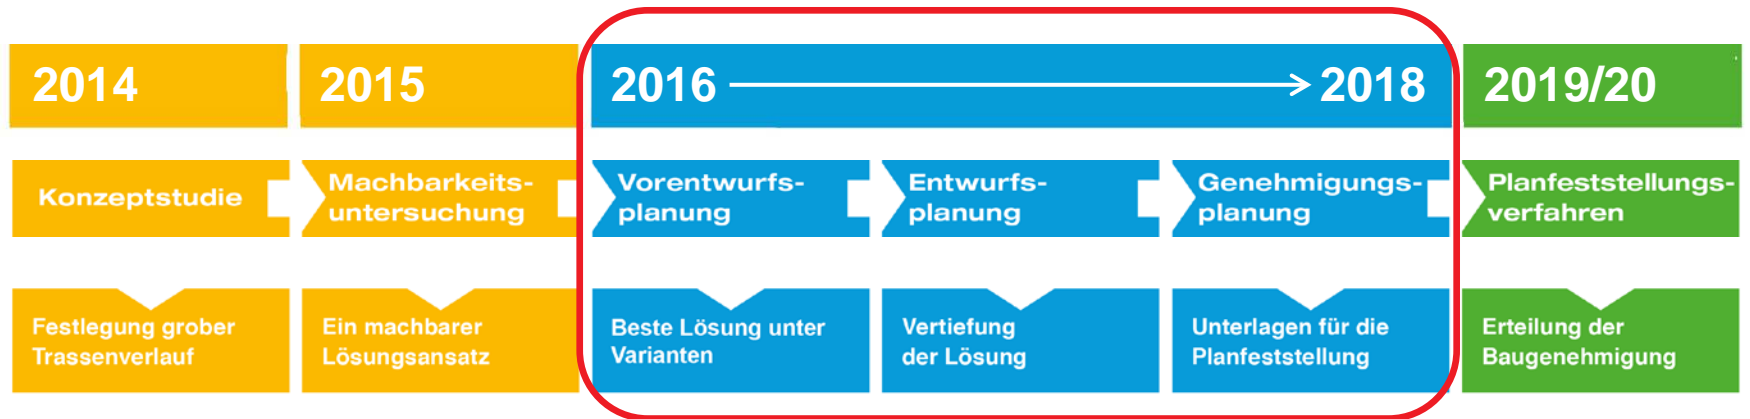 2014
2015
2016
2018
2019/20
Konzeptstudie
Machbarkeits-
untersuchung
Vorentwurfs-
planung
Entwurfs-
planung
Genehmigungs-
planung
Planfeststellungs-
verfahren
Festlegung grober
Trassenverlauf
Ein machbarer
Lösungsansatz
Beste Lösung unter
Varianten
Vertiefung
der Lösung
Unterlagen für die
Planfeststellung
Erteilung der
Baugenehmigung